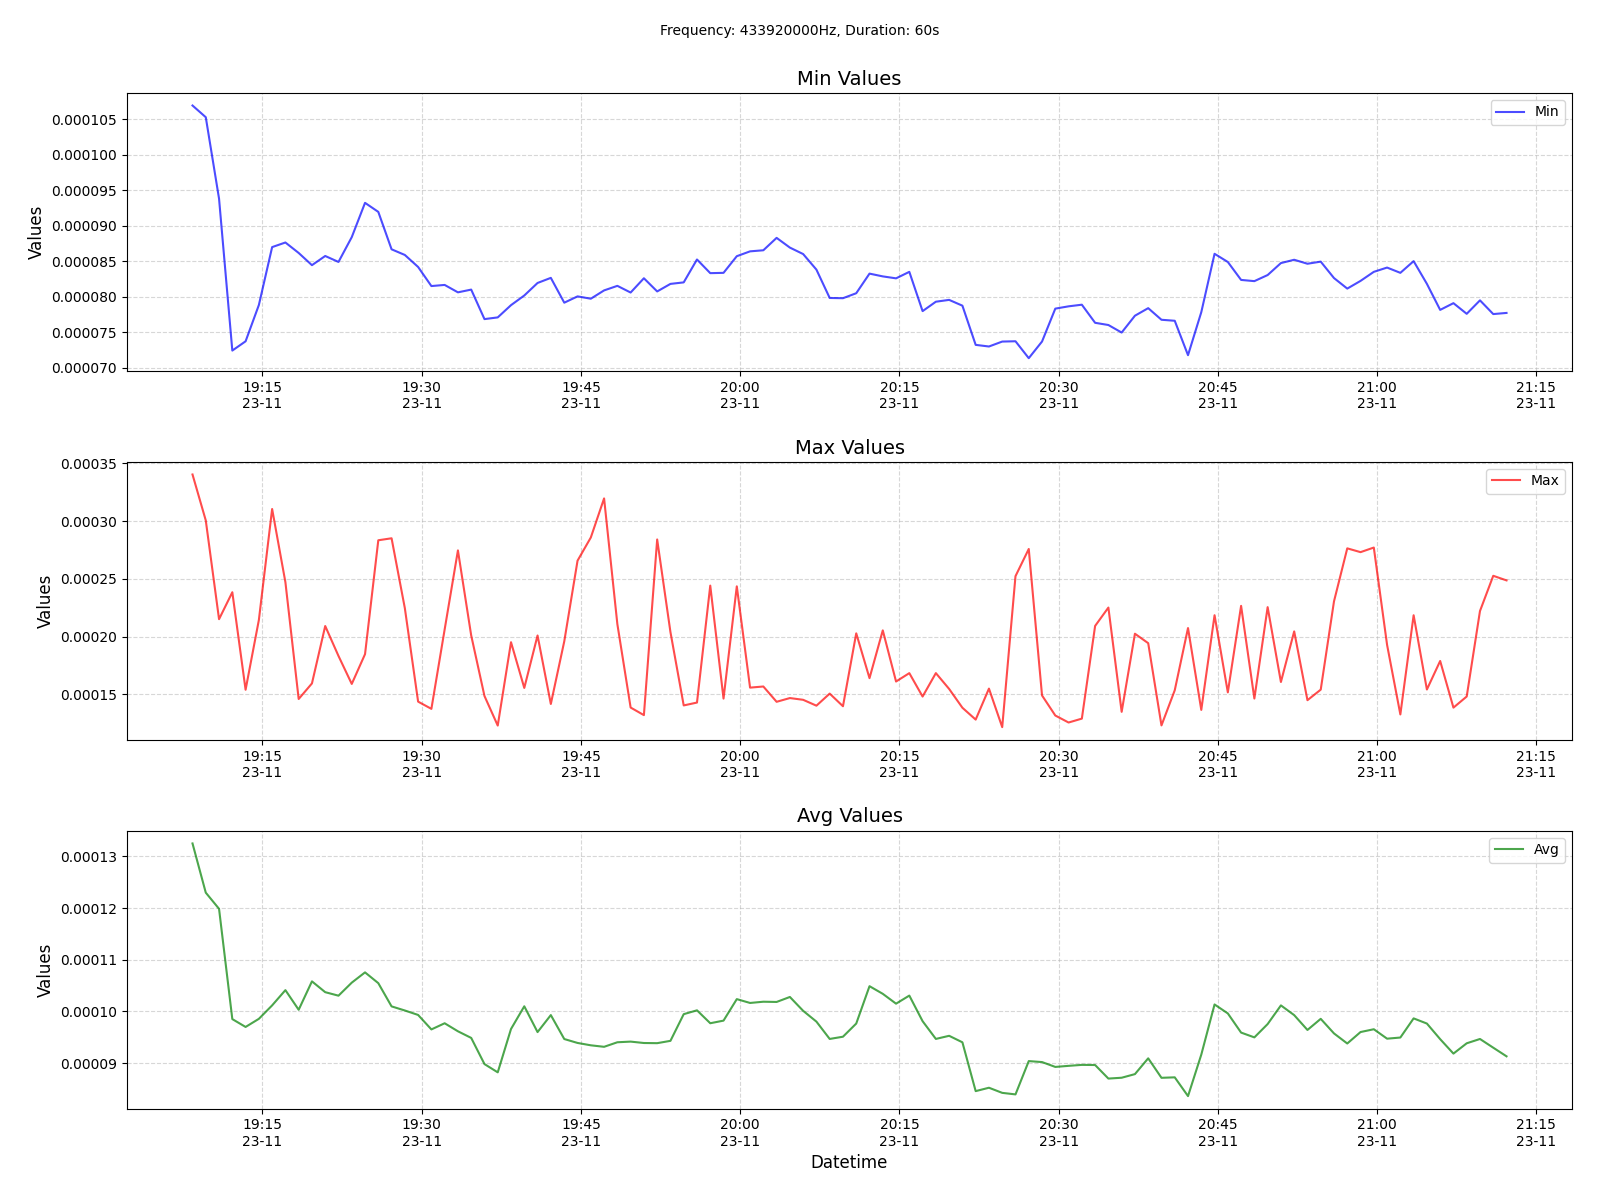 Frequency: 433920000Hz, Duration: 60s
Min Values
Min
Values
0.000105
0.000100
0.000095
0.000090
0.000085
0.000080
0.000075
0.000070
19:15 19:30 19:45 20:00 20:15 20:30 20:45 21:00 21:15
23-11 23-11 23-11 23-11 23-11 23-11 23-11 23-11 23-11
Max Values
Max
Values
0.00035
0.00030
0.00025
0.00020
0.00015
19:15 19:30 19:45 20:00 20:15 20:30 20:45 21:00 21:15
23-11 23-11 23-11 23-11 23-11 23-11 23-11 23-11 23-11
Avg Values
Avg
Values
0.00013
0.00012
0.00011
0.00010
0.00009
19:15 19:30 19:45 20:00 20:15 20:30 20:45 21:00 21:15
23-11 23-11 23-11 23-11 23-11 23-11 23-11 23-11 23-11
Datetime